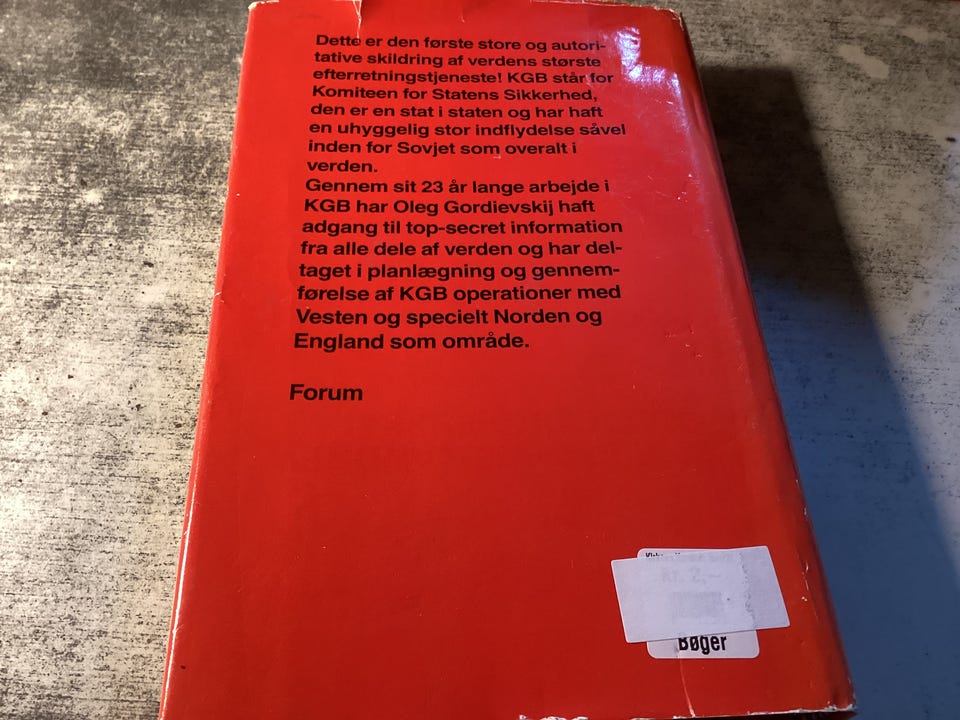 Dette er den første store og autori-
tative skildring af verdens største
efterretningstjeneste! KGB står for
Komiteen for Statens Sikkerhed,
den er en stat i staten og har haft
en uhyggelig stor indflydelse såvel
inden for Sovjet som overalt i
verden.
Gennem sit 23 år lange arbejde i
KGB har Oleg Gordievskij haft
adgang til top-secret information
fra alle dele af verden og har del-
taget i planlægning og gennem-
førelse af KGB operationer med
Vesten og specielt Norden og
England som område.
Forum
Kr. 2,-
Bøger